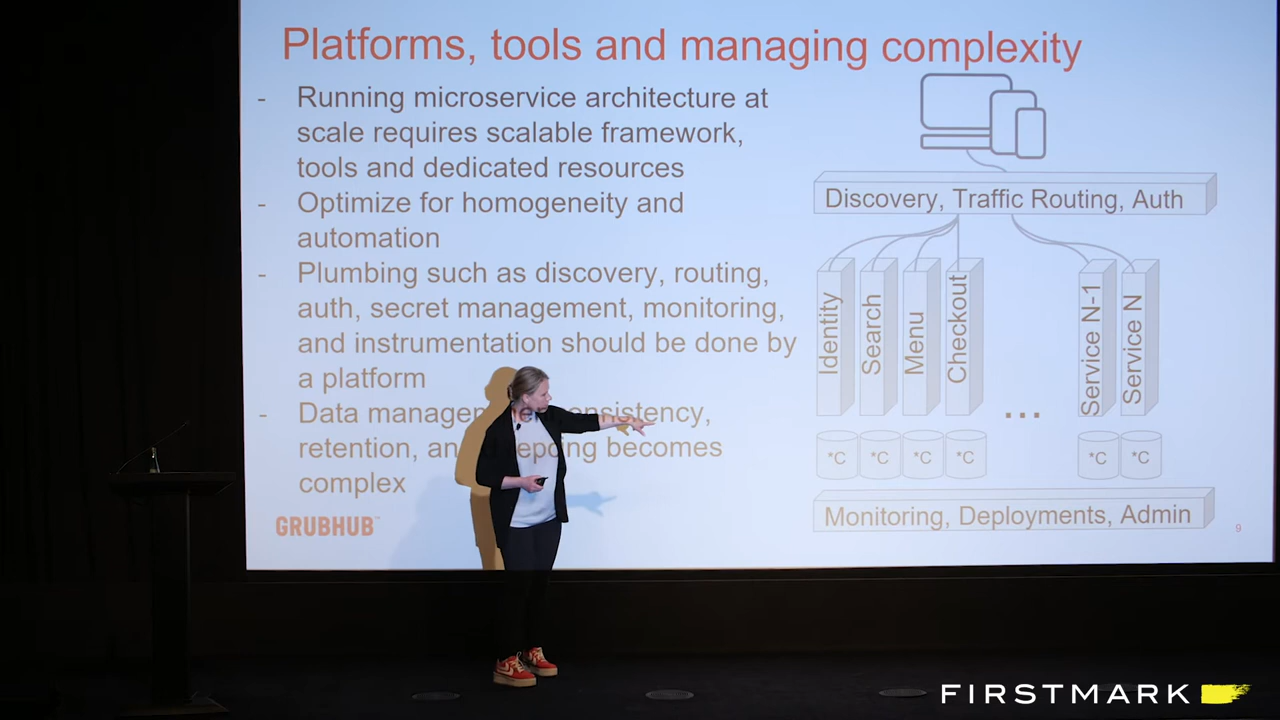 Platforms, tools and managing complexity
- Running microservice architecture at
scale requires scalable framework,
tools and dedicated resources
- Optimize for homogeneity and
automation
- Plumbing such as discovery, routing,
auth, secret management, monitoring,
and instrumentation should be done by
a platform
- Data consistency,
retention, and becomes
complex
GRUBHUB
Discovery, Traffic Routing, Auth
Identity
Search
Menu
Checkout
...
Service N-1
Service N
*C
*C
*C
*C
*C
*C
Monitoring, Deployments, Admin
9
FIRSTMARK